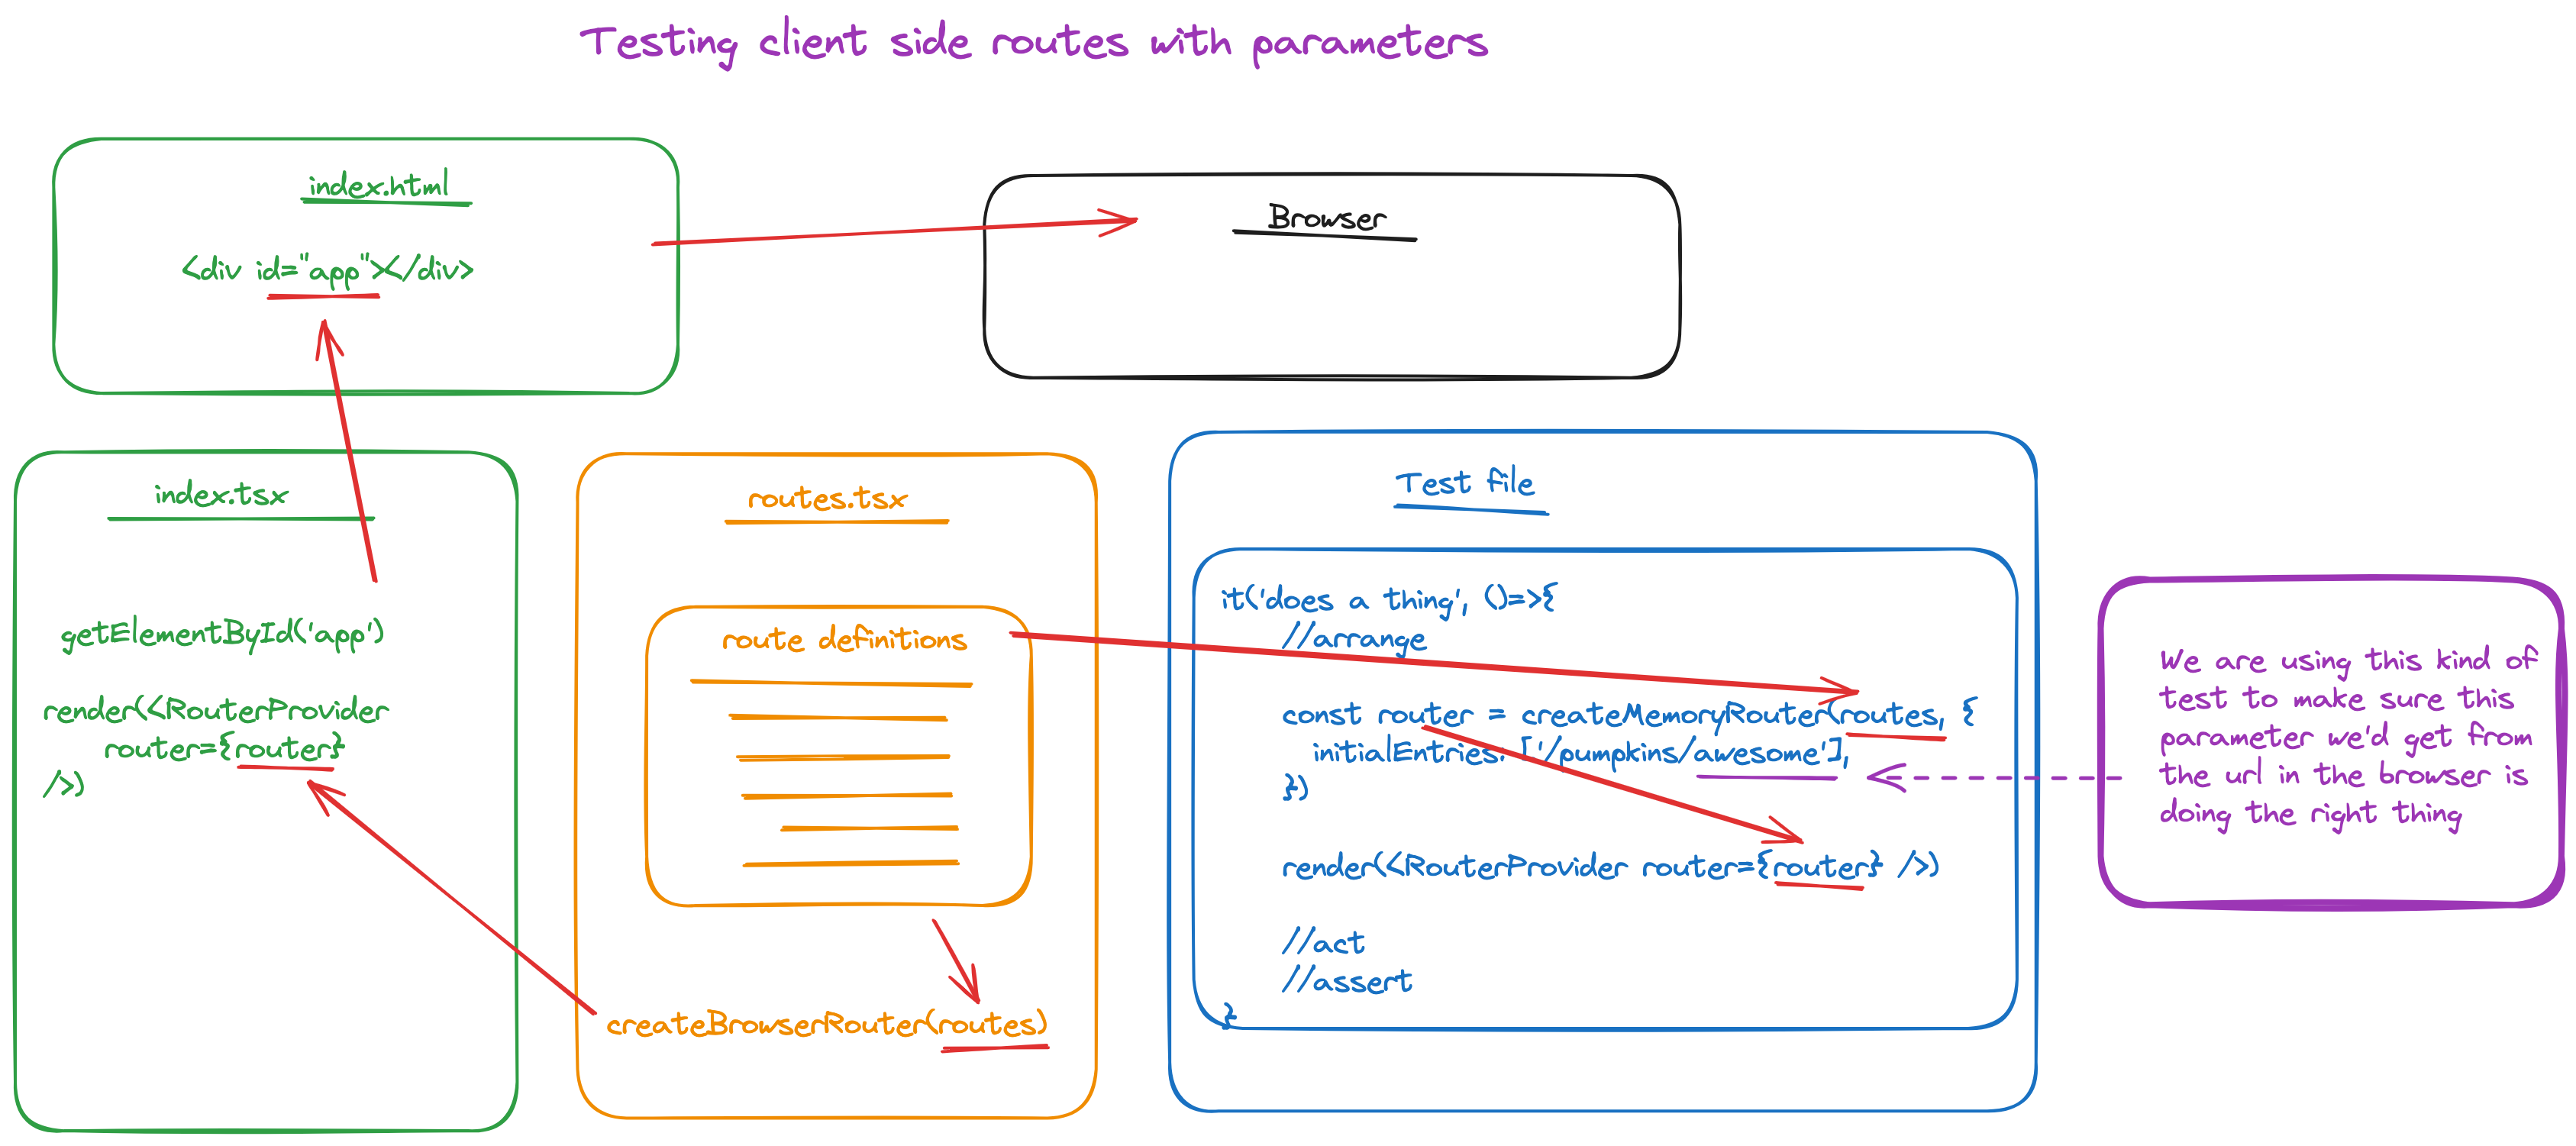 Testing client side routes with parameters
index.html
<div id="app"></div>
Browser
index.tsx
getElementById('app')
render(<RouterProvider
router={router}
/>)
routes.tsx
route definitions
createBrowserRouter(routes)
Test file
it('does a thing', ()=>{
//arrange
const router = createMemoryRouter(routes, {
initialEntries: ['/pumpkins/awesome'],
})
render(<RouterProvider router={router} />)
//act
//assert
}
We are using this kind of
test to make sure this
parameter we'd get from
the url in the browser is
doing the right thing